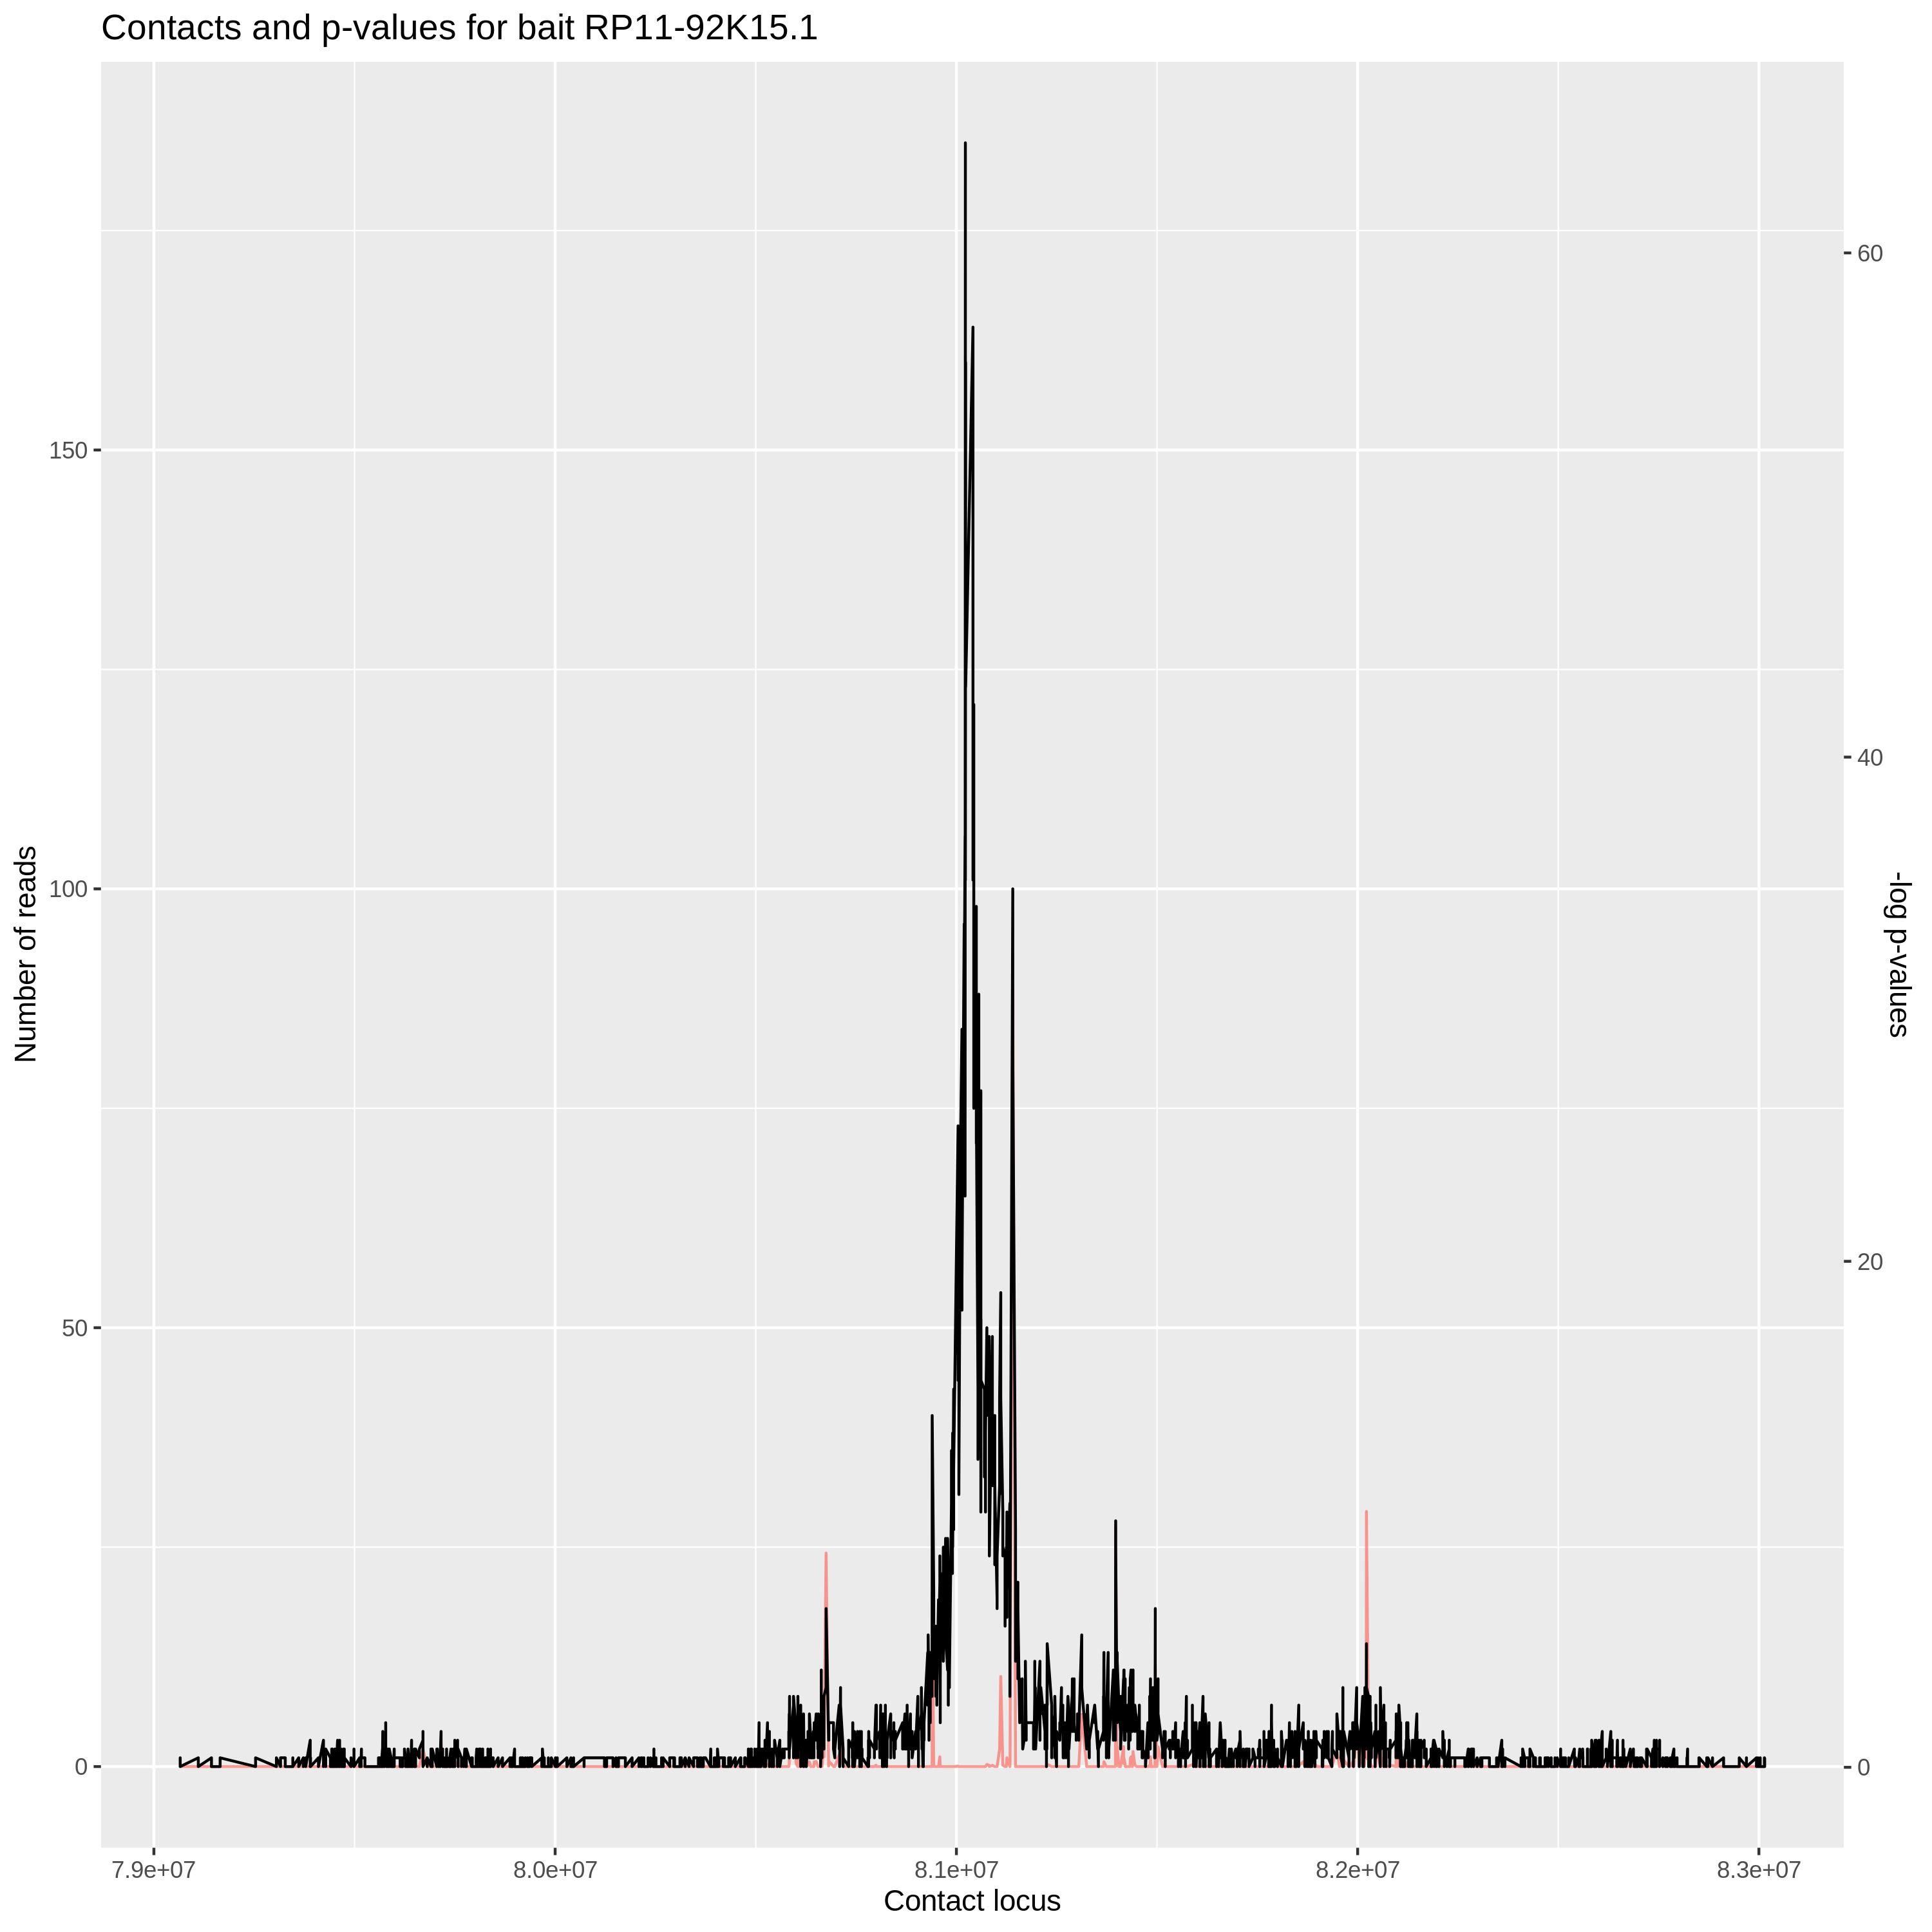 Contacts and p-values for bait RP11-92K15.1
Number of reads
150
100
50
0
60
40
20
0
-log p-values
7.9e+07 8.0e+07 8.1e+07 8.2e+07 8.3e+07
Contact locus